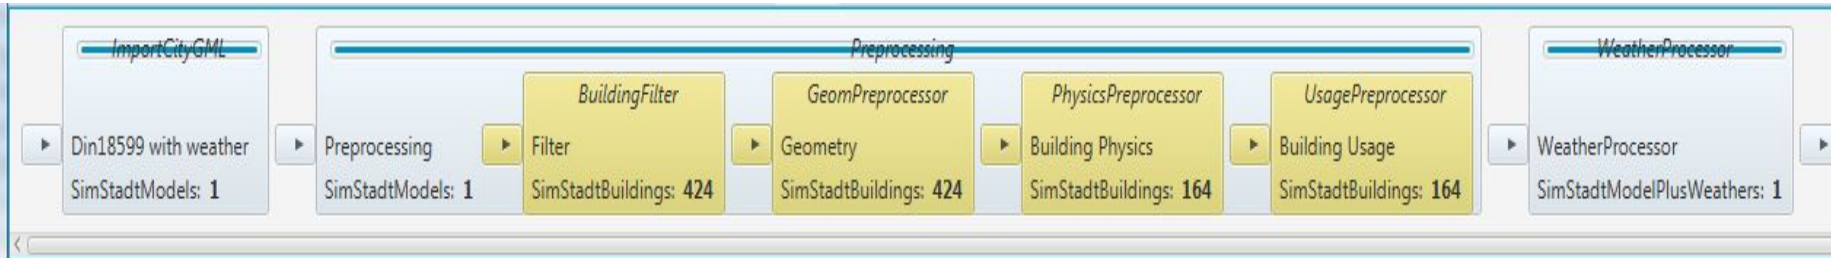 ImportCityGML
Din18599 with weather
SimStadtModels: 1
Preprocessing
Preprocessing
SimStadtModels: 1
BuildingFilter
Filter
SimStadtBuildings: 424
GeomPreprocessor
Geometry
SimStadtBuildings: 424
PhysicsPreprocessor
Building Physics
SimStadtBuildings: 164
UsagePreprocessor
Building Usage
SimStadtBuildings: 164
WeatherProcessor
WeatherProcessor
SimStadtModelPlusWeathers: 1